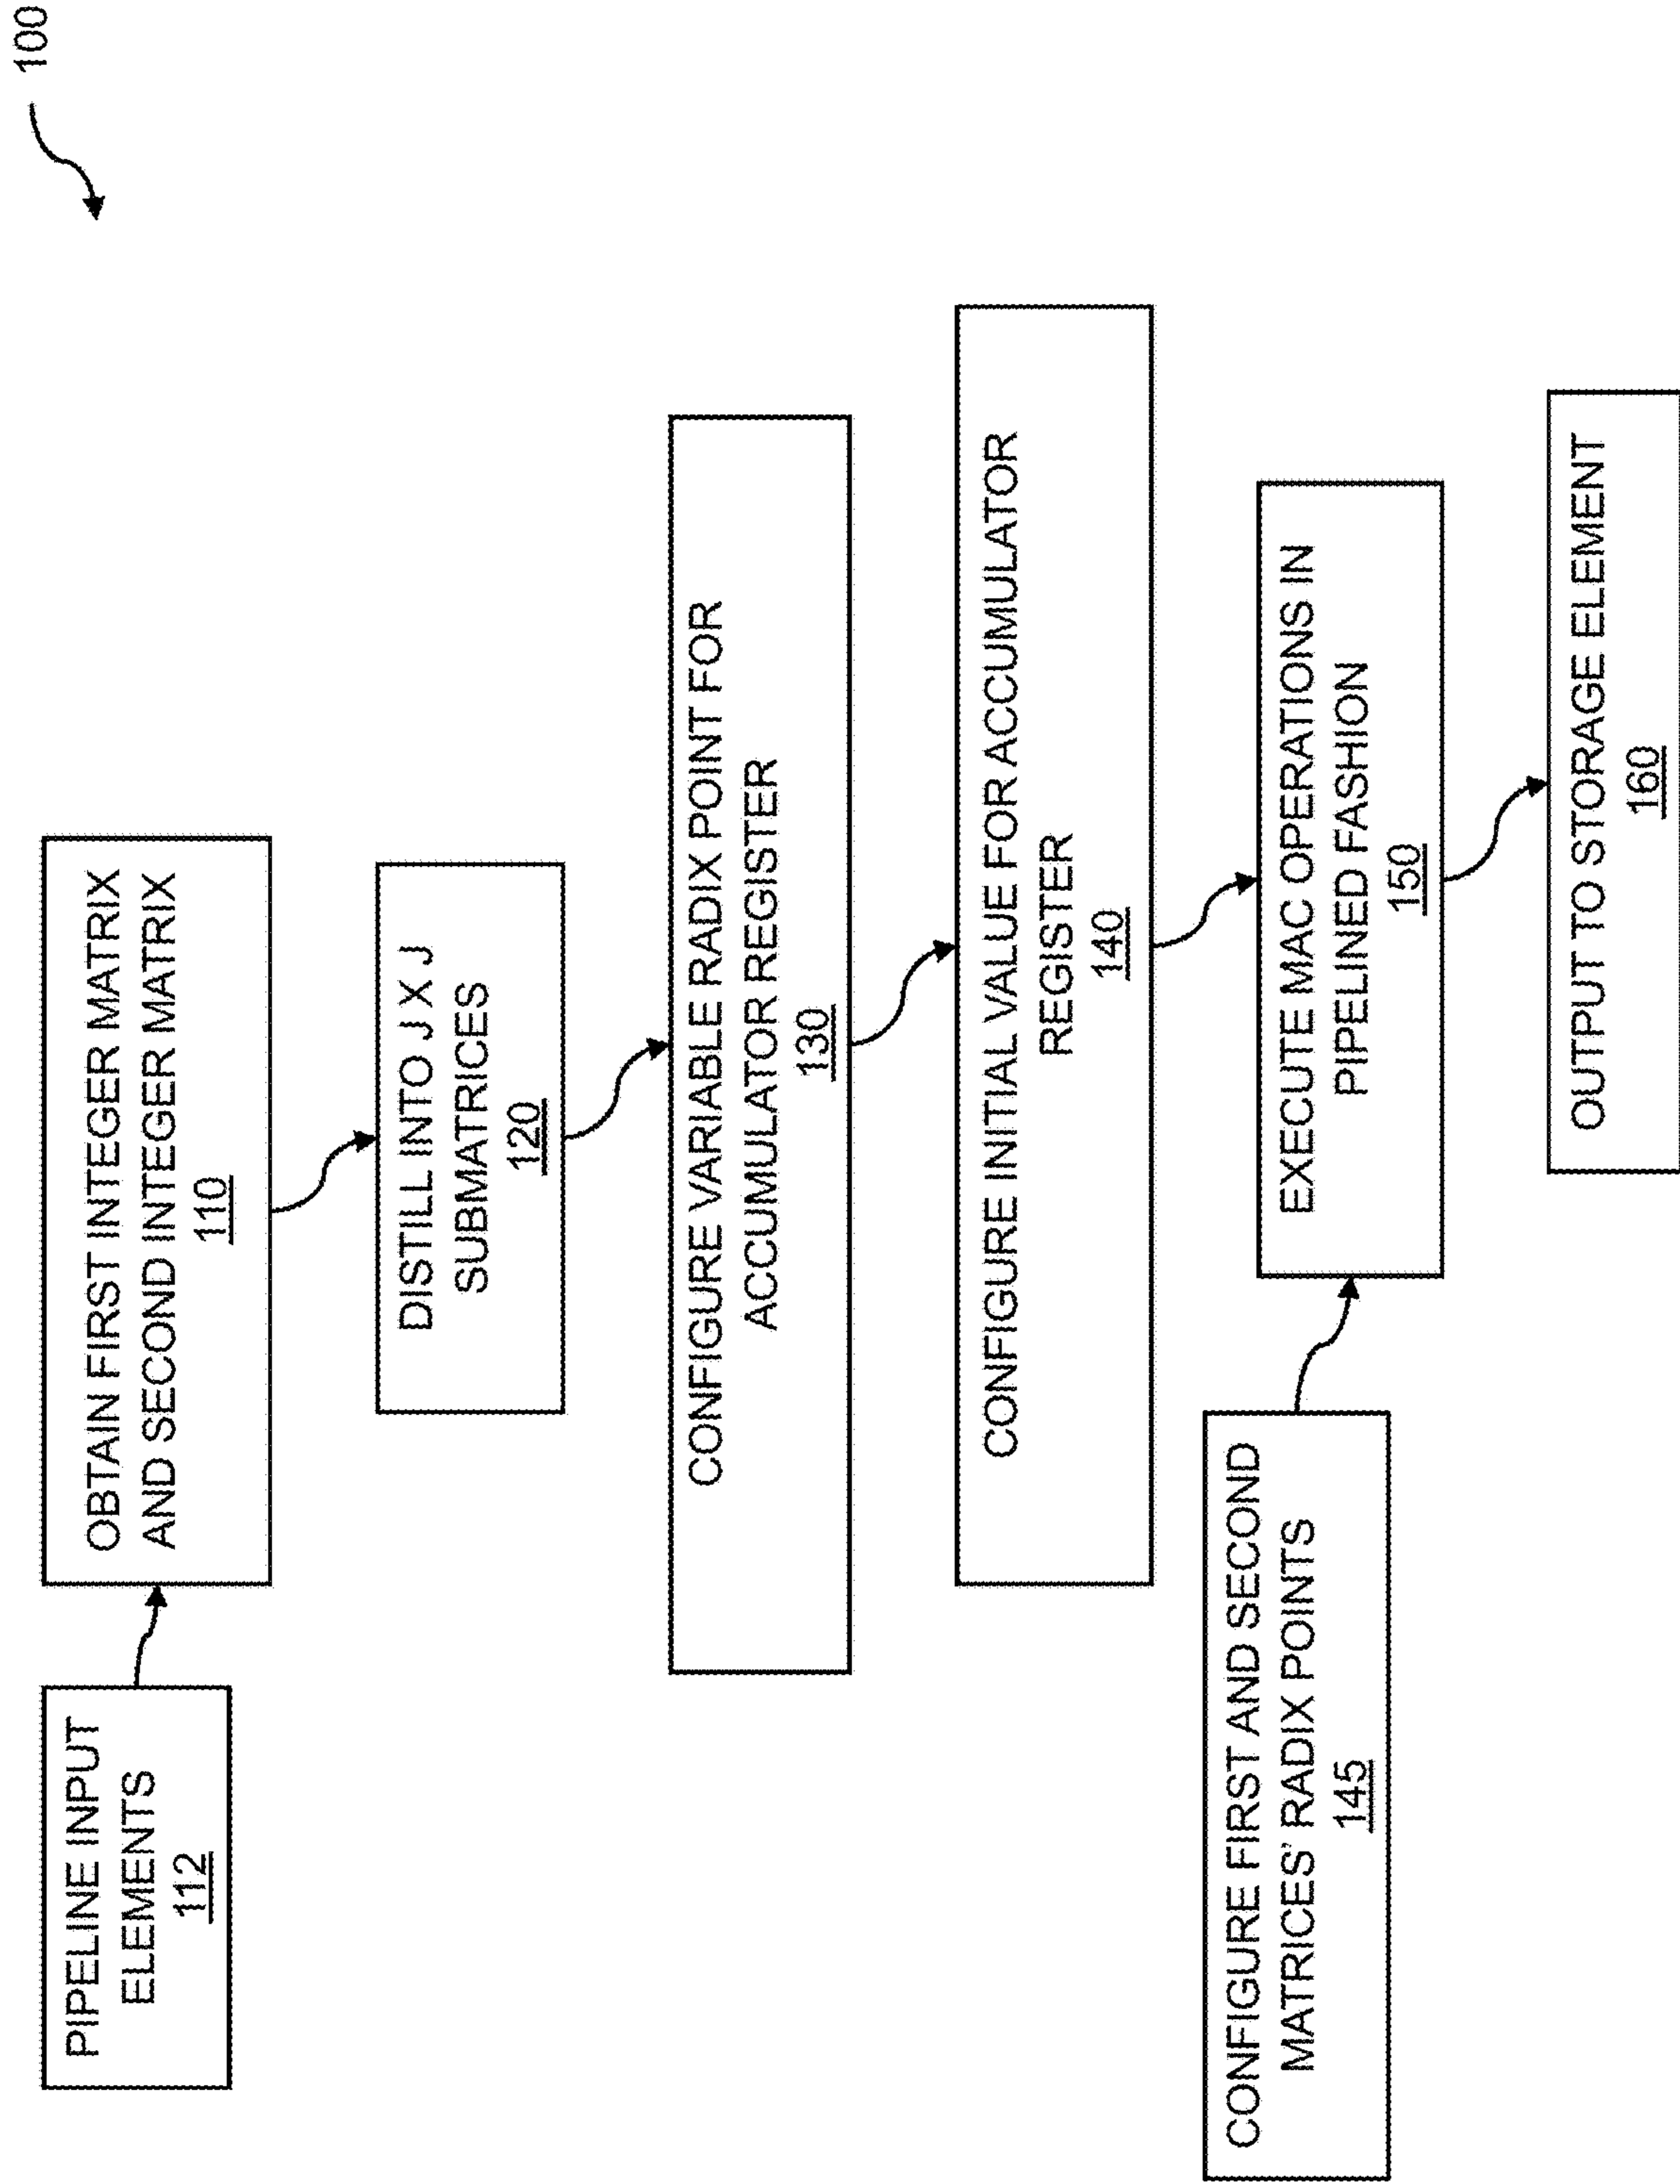 100
PIPELINE INPUT
ELEMENTS
112
OBTAIN FIRST INTEGER MATRIX
AND SECOND INTEGER MATRIX
110
DISTILL INTO J X J
SUBMATRICES
120
CONFIGURE VARIABLE RADIX POINT FOR
ACCUMULATOR REGISTER
130
CONFIGURE INITIAL VALUE FOR ACCUMULATOR
REGISTER
140
CONFIGURE FIRST AND SECOND
MATRICES' RADIX POINTS
145
EXECUTE MAC OPERATIONS IN
PIPELINED FASHION
150
OUTPUT TO STORAGE ELEMENT
160